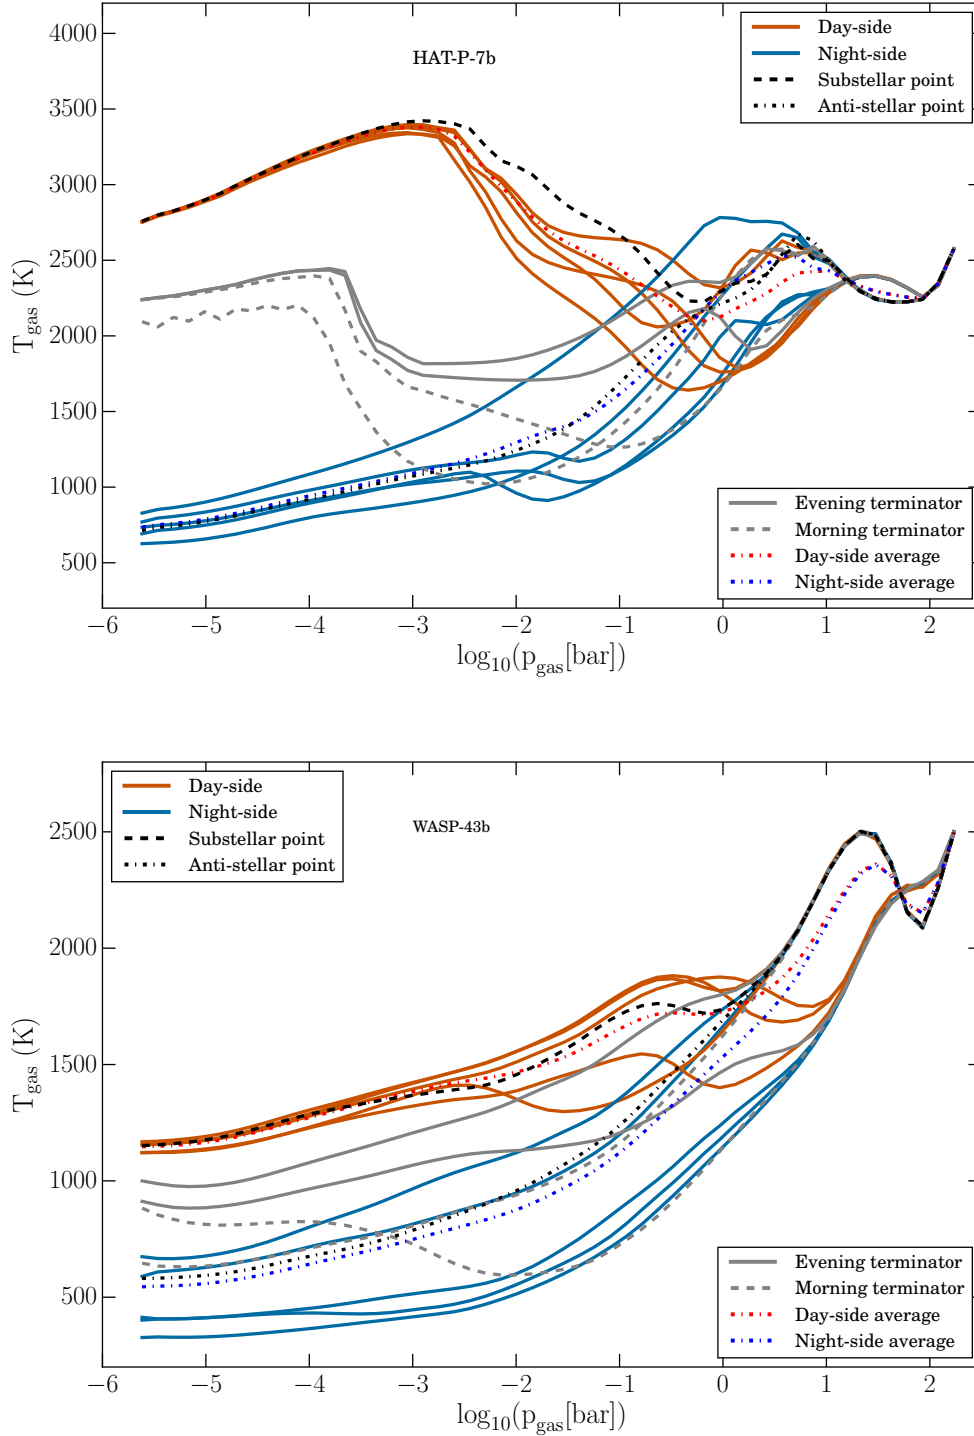 HAT-P-7b
Day-side
Night-side
Substellar point
Anti-stellar point
4000
3500
3000
2500
2000
1500
1000
500
T_gas (K)
Evening terminator
Morning terminator
Day-side average
Night-side average
−6 −5 −4 −3 −2 −1 0 1 2
log10(p_gas[bar])
Day-side
Night-side
Substellar point
Anti-stellar point
WASP-43b
2500
2000
1500
1000
500
T_gas (K)
Evening terminator
Morning terminator
Day-side average
Night-side average
−6 −5 −4 −3 −2 −1 0 1 2
log10(p_gas[bar])